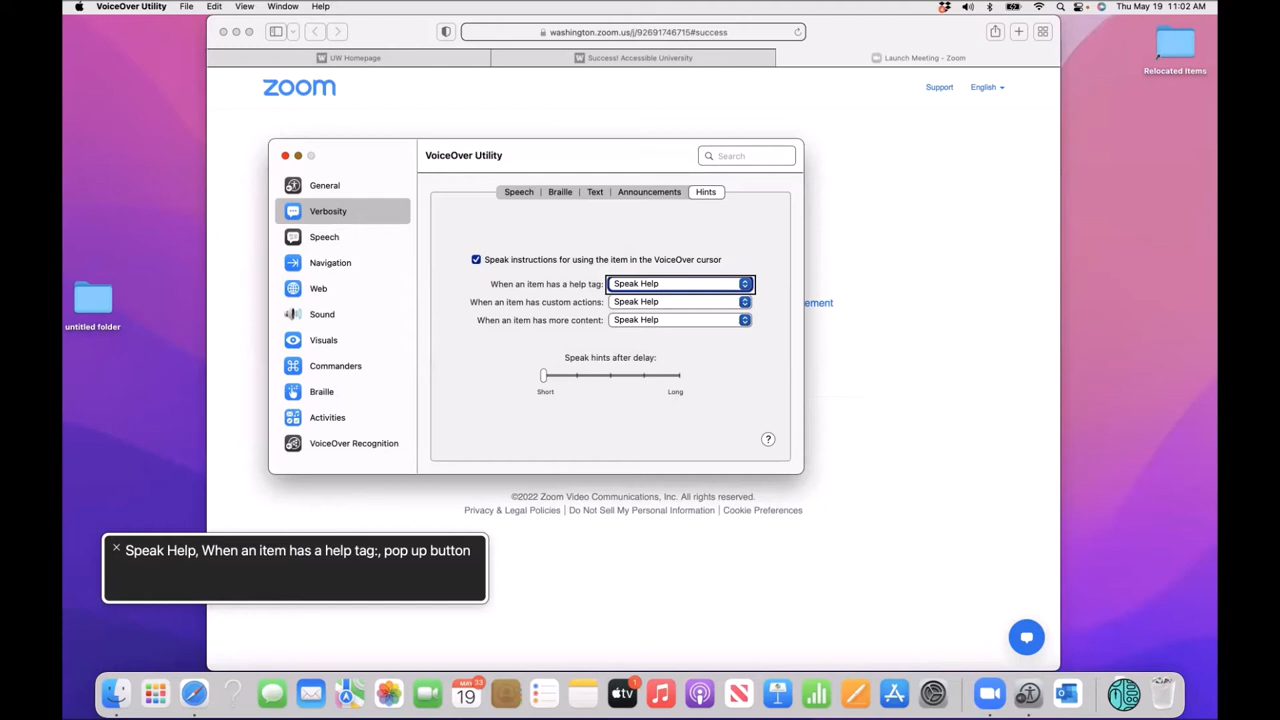 VoiceOver Utility File Edit View Window Help Thu May 19 11:02 AM
washington.zoom.us/j/92691746715#success
UW Homepage Success! Accessible University Launch Meeting - Zoom
Relocated Items
zoom Support English
VoiceOver Utility Search
General
Verbosity
Speech
Navigation
Web
Sound
Visuals
Commanders
Braille
Activities
VoiceOver Recognition
Speech Braille Text Announcements Hints
Speak instructions for using the item in the VoiceOver cursor
When an item has a help tag: Speak Help
When an item has custom actions: Speak Help
When an item has more content: Speak Help
Speak hints after delay:
Short Long
?
ement
untitled folder
©2022 Zoom Video Communications, Inc. All rights reserved.
Privacy & Legal Policies | Do Not Sell My Personal Information | Cookie Preferences
Speak Help, When an item has a help tag:, pop up button
MAY 33
19
tv 1